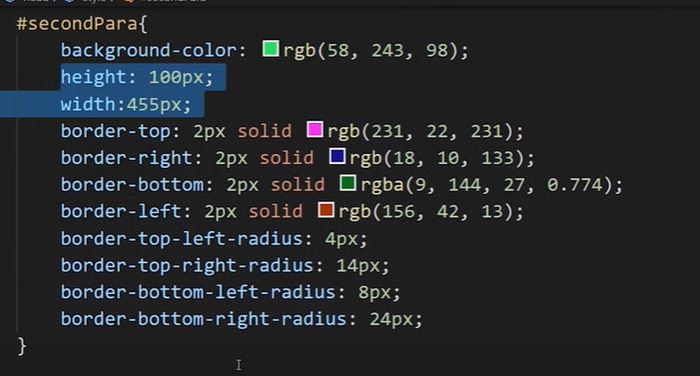 #secondPara{
background-color: rgb(58, 243, 98);
height: 100px;
width:455px;
border-top: 2px solid rgb(231, 22, 231);
border-right: 2px solid rgb(18, 10, 133);
border-bottom: 2px solid rgba(9, 144, 27, 0.774);
border-left: 2px solid rgb(156, 42, 13);
border-top-left-radius: 4px;
border-top-right-radius: 14px;
border-bottom-left-radius: 8px;
border-bottom-right-radius: 24px;
}